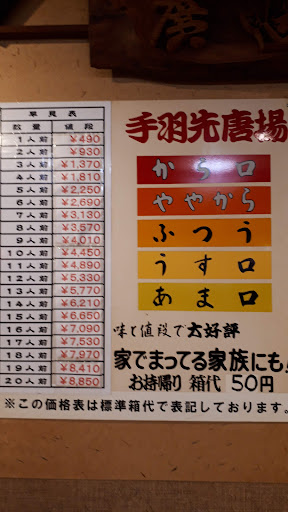 早見表
数量 値段
1人前 ¥490
2人前 ¥930
3人前 ¥1,370
4人前 ¥1,810
5人前 ¥2,250
6人前 ¥2,690
7人前 ¥3,130
8人前 ¥3,570
9人前 ¥4,010
10人前 ¥4,450
11人前 ¥4,890
12人前 ¥5,330
13人前 ¥5,770
14人前 ¥6,210
15人前 ¥6,650
16人前 ¥7,090
17人前 ¥7,530
18人前 ¥7,970
19人前 ¥8,410
20人前 ¥8,850
手羽先唐揚
から口
ややから
ふつう
うす口
あま口
味と値段で大好評
家でまってる家族にも!
お持帰り 箱代 50円
※この価格表は標準箱代で表記しております。